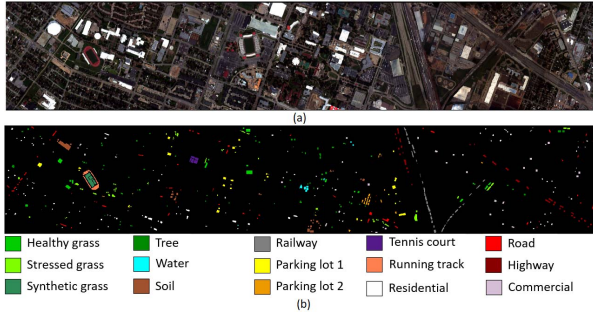 (a)
Healthy grass Tree Railway Tennis court Road
Stressed grass Water Parking lot 1 Running track Highway
Synthetic grass Soil Parking lot 2 Residential Commercial
(b)